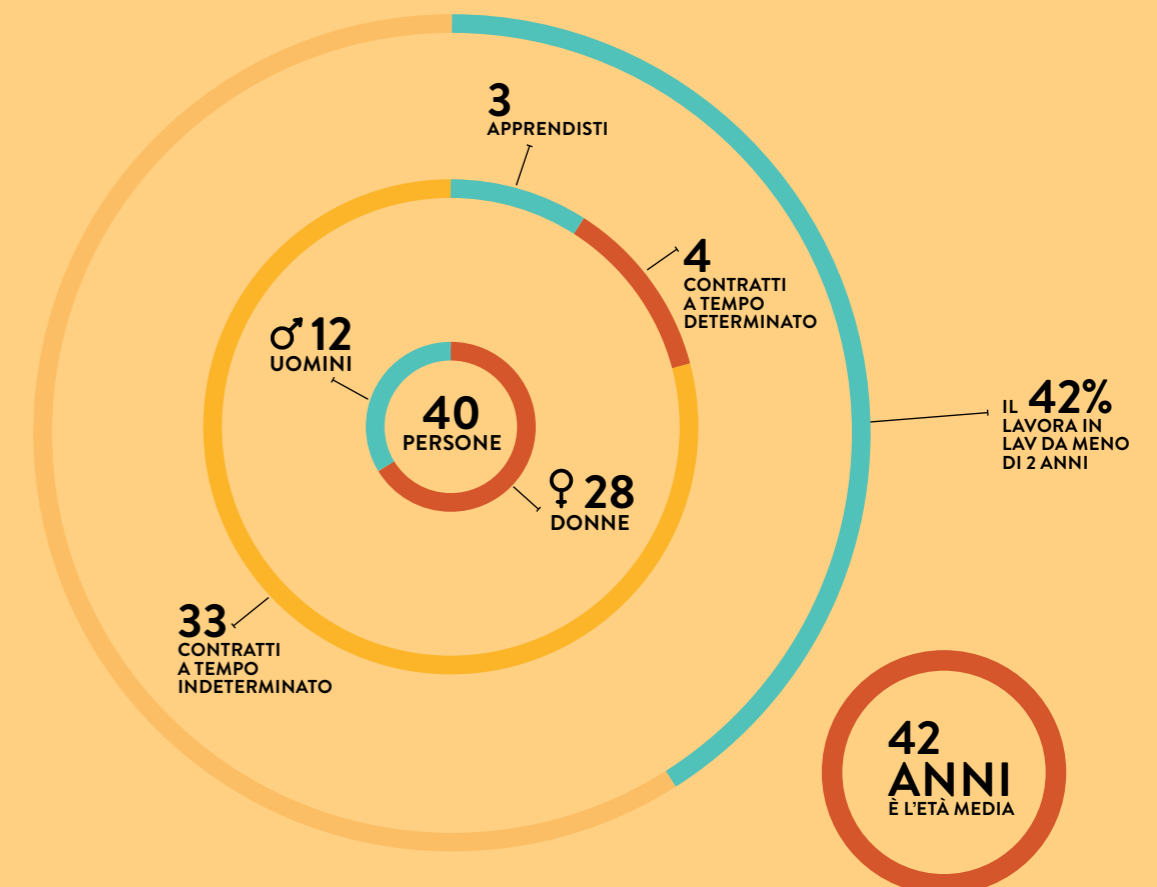 3
APPRENDISTI
4
CONTRATTI
A TEMPO
DETERMINATO
♂ 12
UOMINI
40
PERSONE
IL 42%
LAVORA IN
LAV DA MENO
DI 2 ANNI
♀ 28
DONNE
33
CONTRATTI
A TEMPO
INDETERMINATO
42
ANNI
È L'ETÀ MEDIA